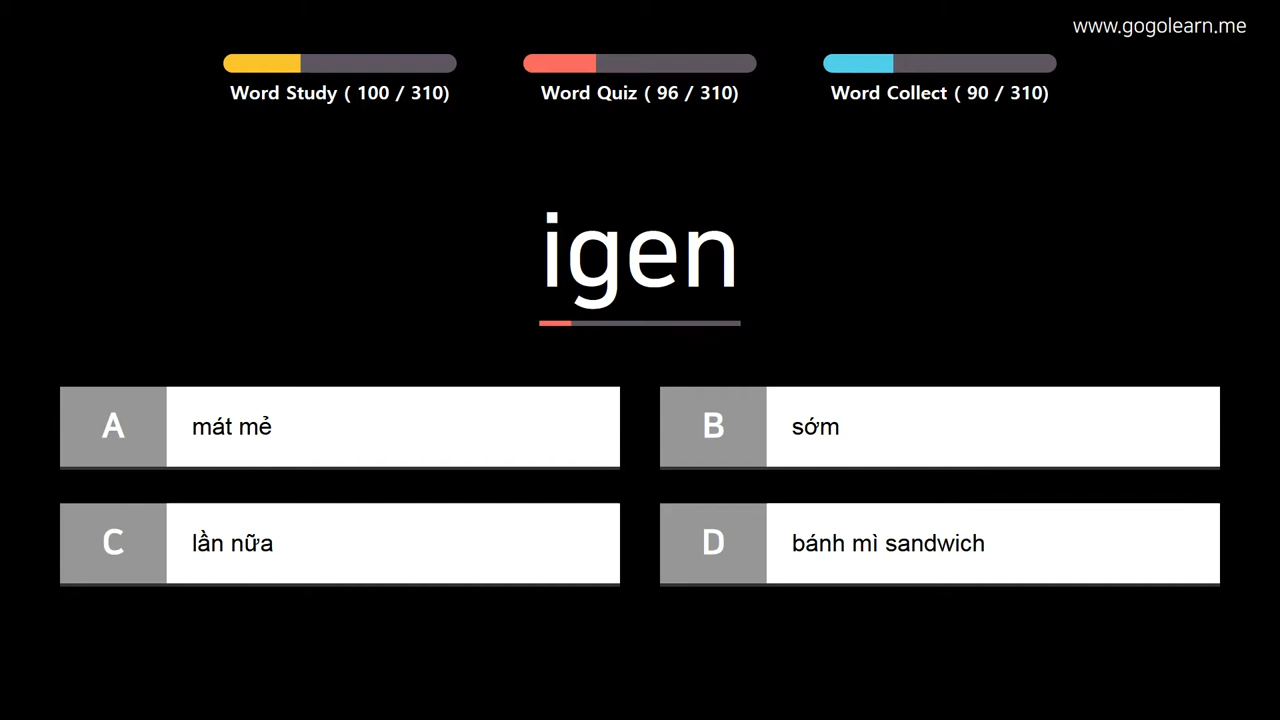 www.gogolearn.me
Word Study ( 100 / 310)
Word Quiz ( 96 / 310)
Word Collect ( 90 / 310)
igen
A mát mẻ
B sớm
C lần nữa
D bánh mì sandwich